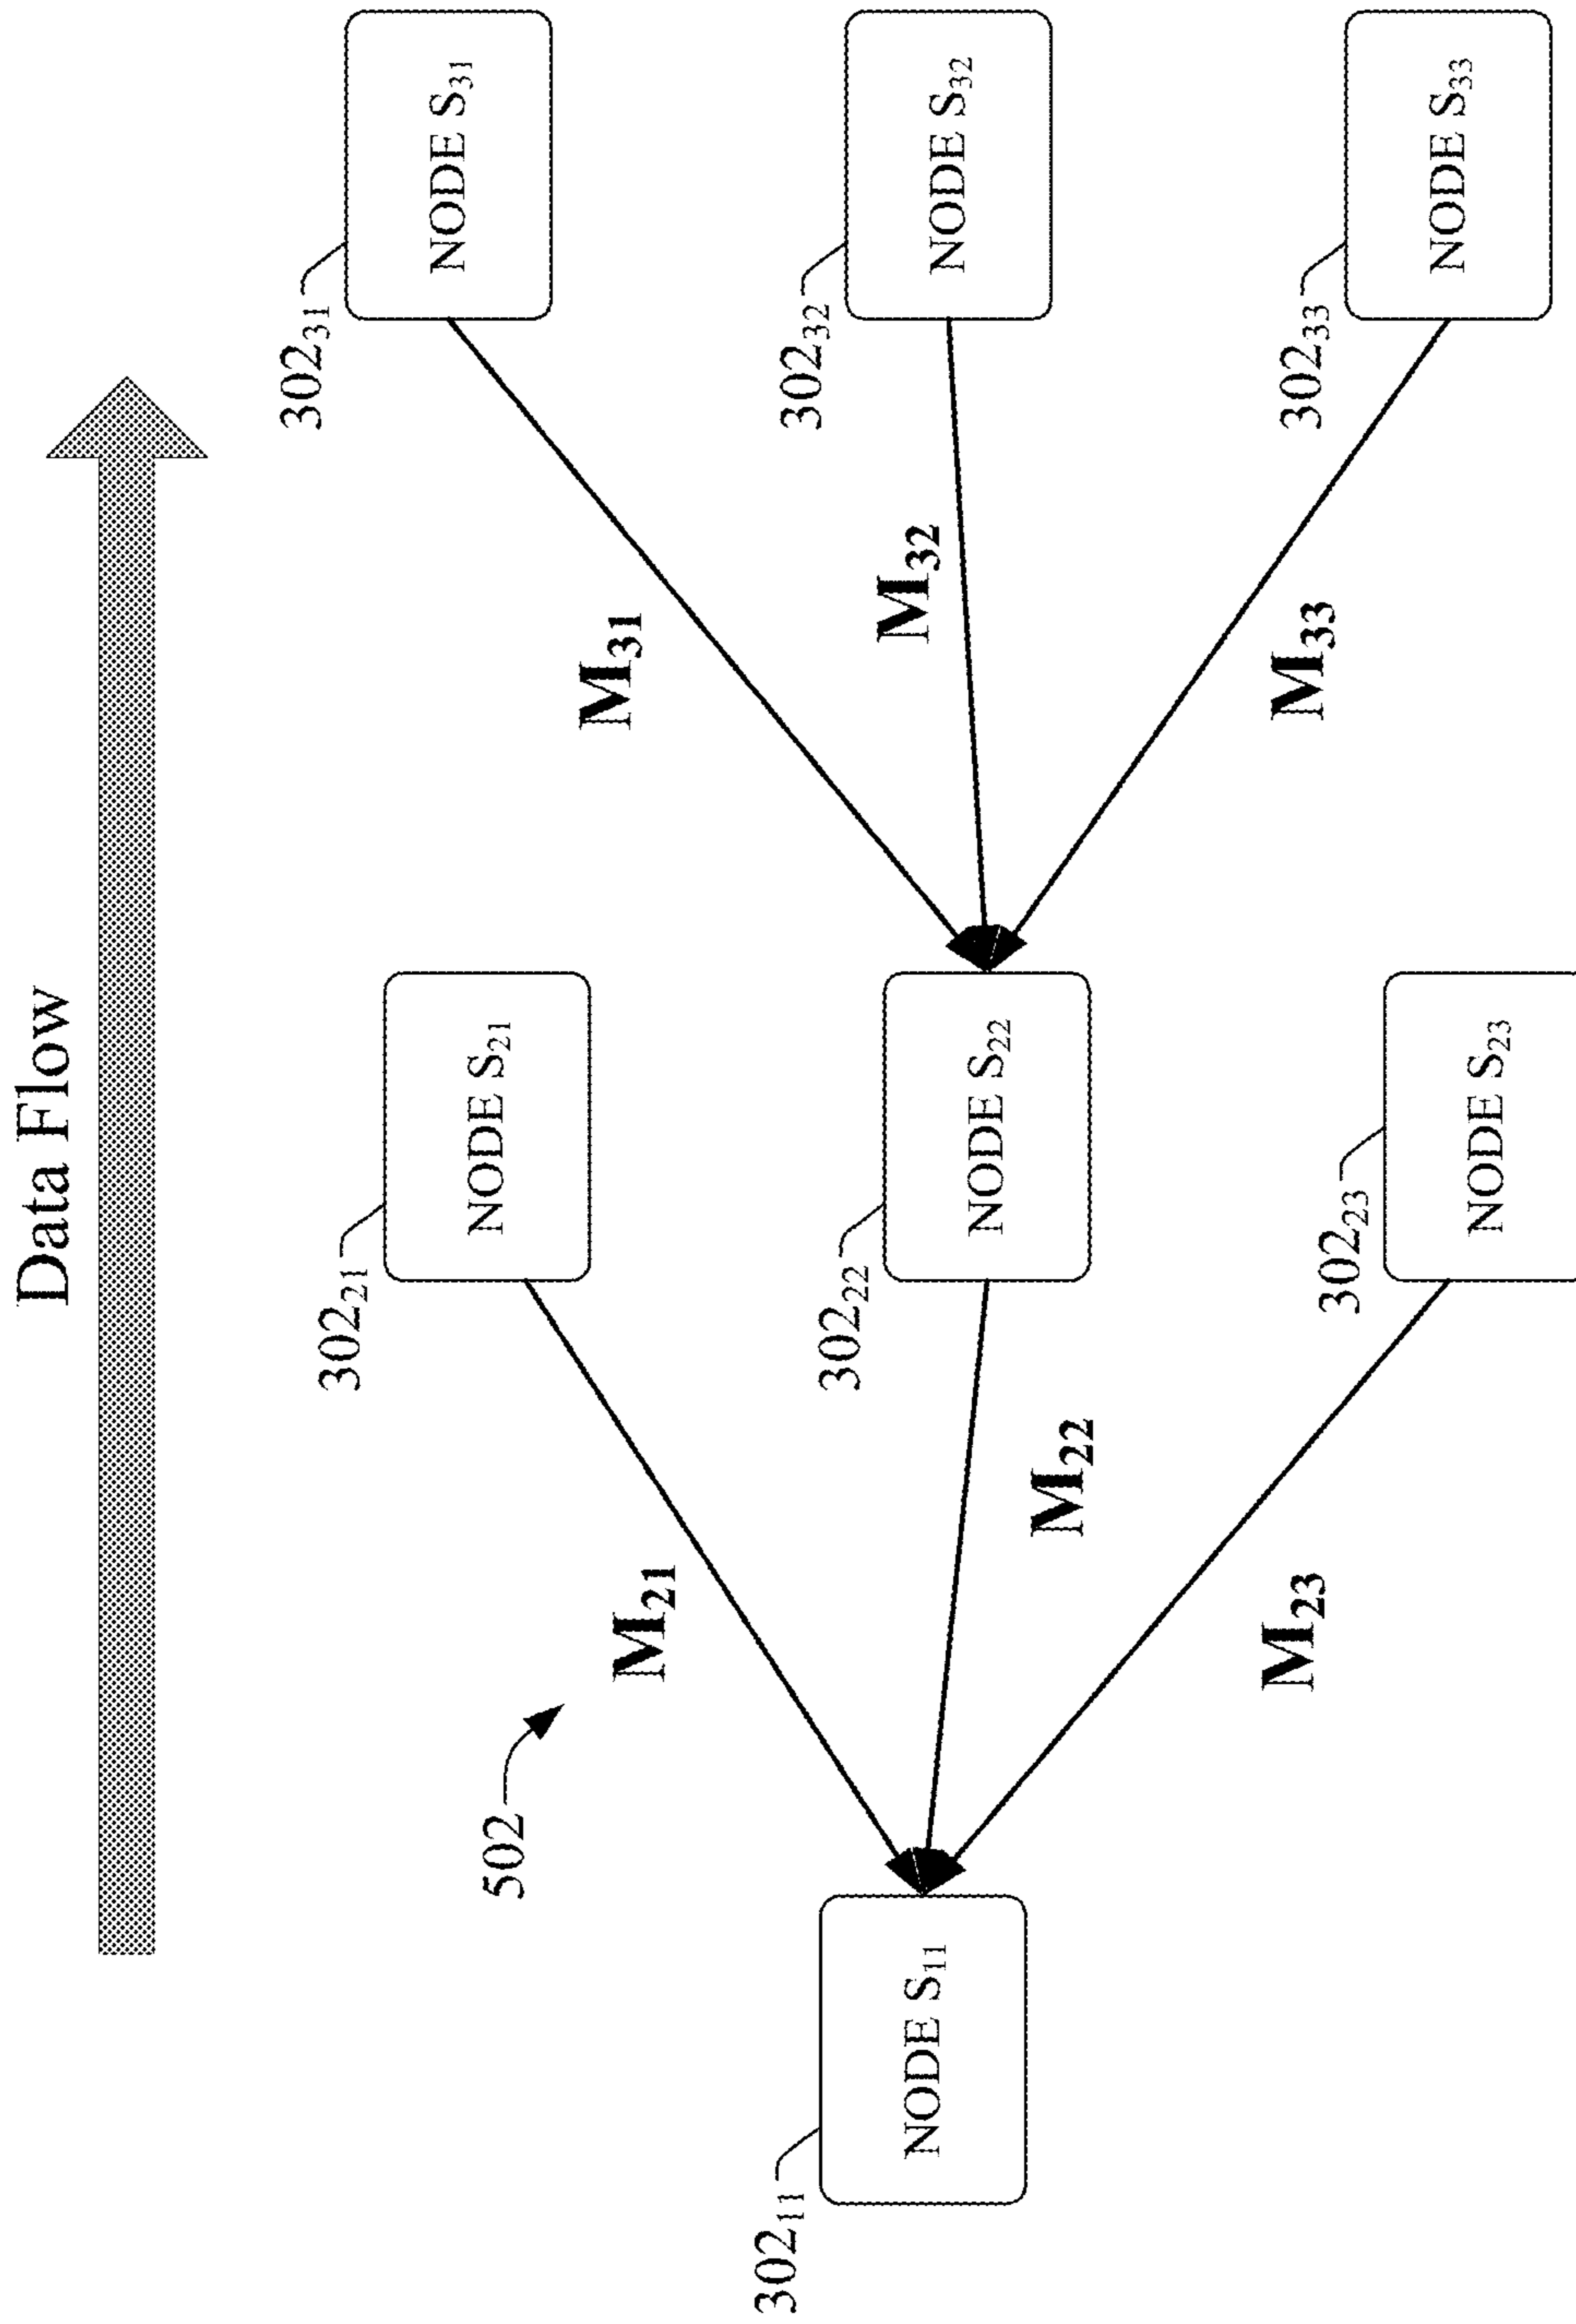 Data Flow
302₁₁
NODE S₁₁
502
M₂₁
M₂₂
M₂₃
302₂₁
NODE S₂₁
302₂₂
NODE S₂₂
302₂₃
NODE S₂₃
M₃₁
M₃₂
M₃₃
302₃₁
NODE S₃₁
302₃₂
NODE S₃₂
302₃₃
NODE S₃₃